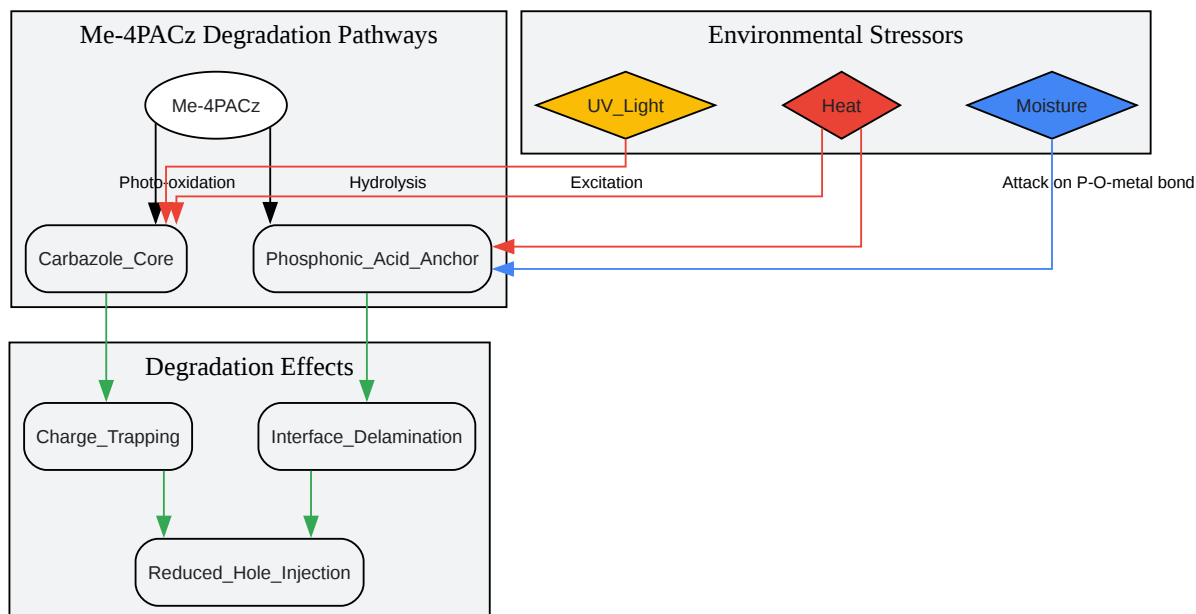 Me-4PACz Degradation Pathways
Environmental Stressors
Me-4PACz
UV_Light
Heat
Moisture
Photo-oxidation
Hydrolysis
Excitation
Attack on P-O-metal bond
Carbazole_Core
Phosphonic_Acid_Anchor
Degradation Effects
Charge_Trapping
Interface_Delamination
Reduced_Hole_Injection